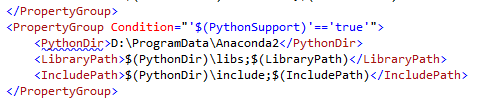 </PropertyGroup>
<PropertyGroup Condition="'$(PythonSupport)'=='true'">
<PythonDir>D:\ProgramData\Anaconda2</PythonDir>
<LibraryPath>$(PythonDir)\libs;$(LibraryPath)</LibraryPath>
<IncludePath>$(PythonDir)\include;$(IncludePath)</IncludePath>
</PropertyGroup>